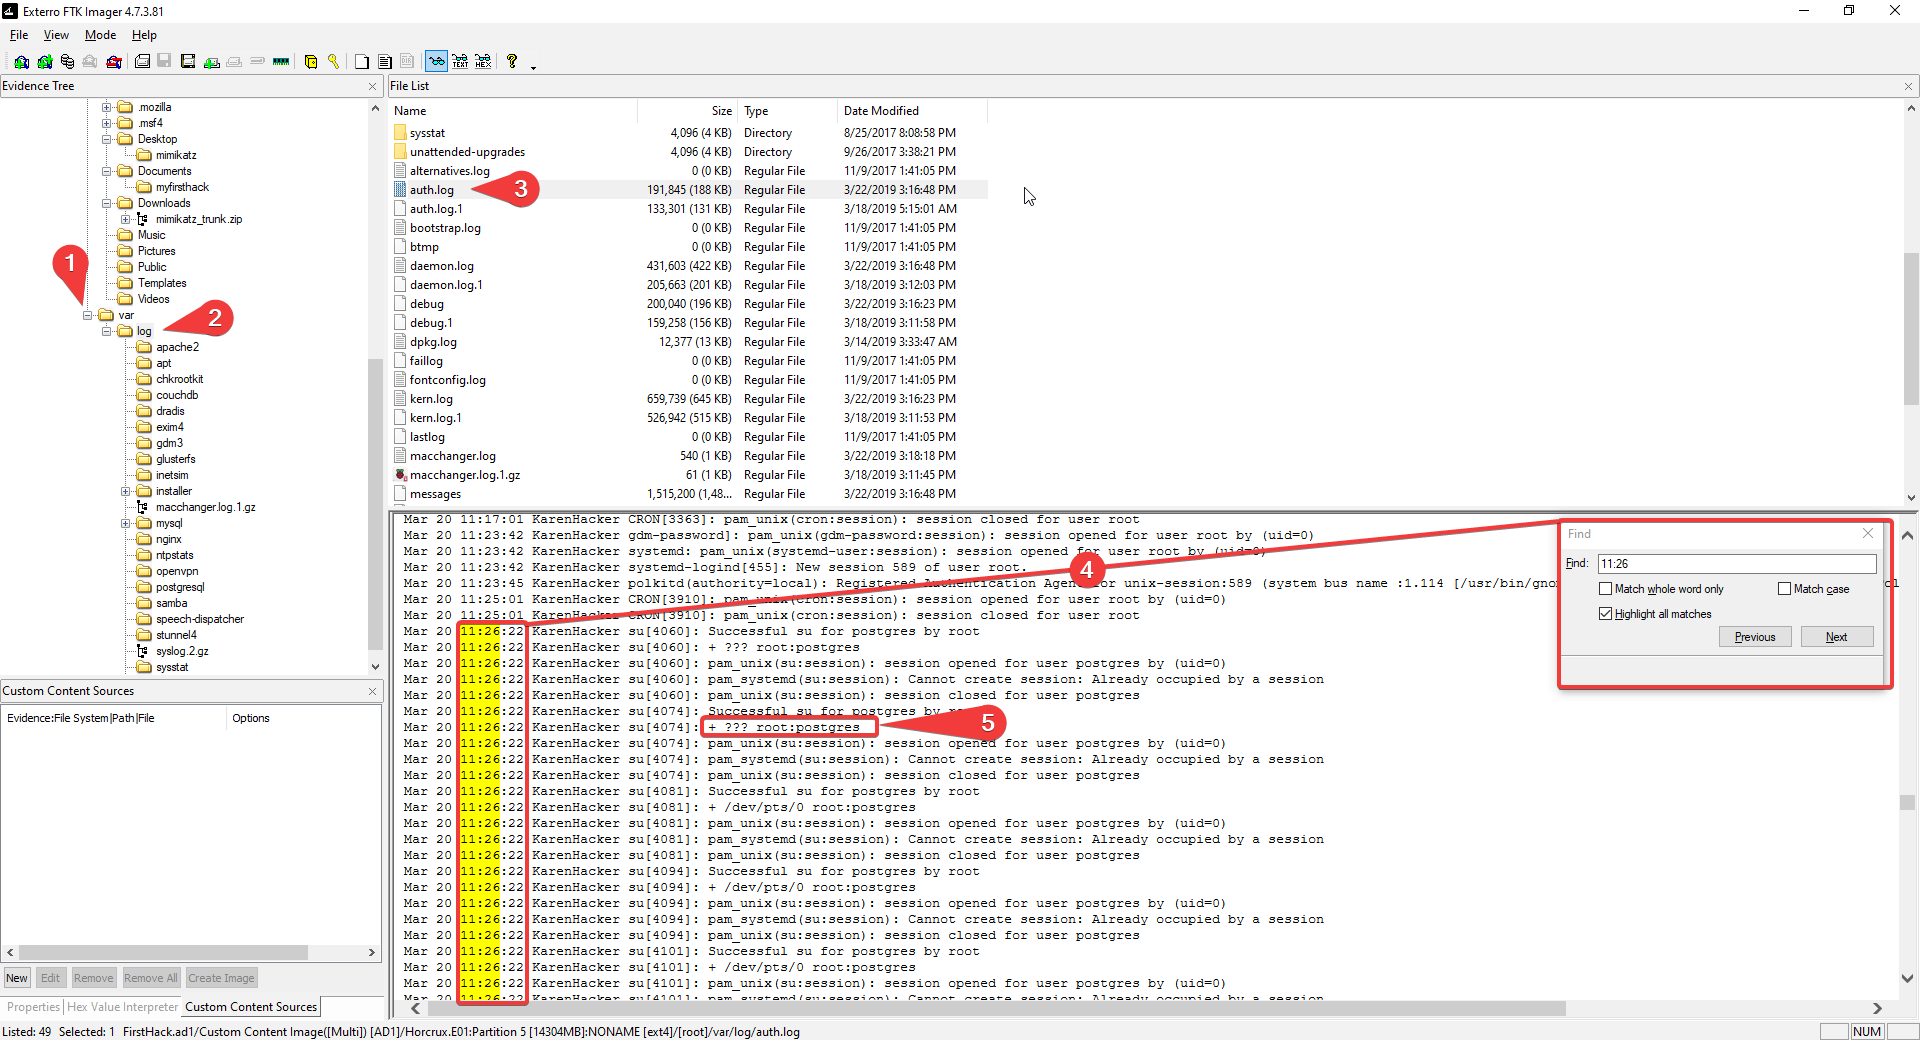 Exterro FTK Imager 4.7.3.81
File View Mode Help
TEXT HEX
Evidence Tree
.mozilla
.msf4
Desktop
mimikatz
Documents
myfirsthack
Downloads
mimikatz_trunk.zip
Music
Pictures
Public
Templates
Videos
1
var
2
log
apache2
apt
chkrootkit
couchdb
dradis
exim4
gdm3
glusterfs
inetsim
installer
macchanger.log.1.gz
mysql
nginx
ntpstats
openvpn
postgresql
samba
speech-dispatcher
stunnel4
syslog.2.gz
sysstat
Custom Content Sources
Evidence:File System|Path|File Options
New Edit Remove Remove All Create Image
Properties Hex Value Interpreter Custom Content Sources
File List
Name Size Type Date Modified
sysstat 4,096 (4 KB) Directory 8/25/2017 8:08:58 PM
unattended-upgrades 4,096 (4 KB) Directory 9/26/2017 3:38:21 PM
alternatives.log 0 (0 KB) Regular File 11/9/2017 1:41:05 PM
auth.log 3 191,845 (188 KB) Regular File 3/22/2019 3:16:48 PM
auth.log.1 133,301 (131 KB) Regular File 3/18/2019 5:15:01 AM
bootstrap.log 0 (0 KB) Regular File 11/9/2017 1:41:05 PM
btmp 0 (0 KB) Regular File 11/9/2017 1:41:05 PM
daemon.log 431,603 (422 KB) Regular File 3/22/2019 3:16:48 PM
daemon.log.1 205,663 (201 KB) Regular File 3/18/2019 3:12:03 PM
debug 200,040 (196 KB) Regular File 3/22/2019 3:16:23 PM
debug.1 159,258 (156 KB) Regular File 3/18/2019 3:11:58 PM
dpkg.log 12,377 (13 KB) Regular File 3/14/2019 3:33:47 AM
faillog 0 (0 KB) Regular File 11/9/2017 1:41:05 PM
fontconfig.log 0 (0 KB) Regular File 11/9/2017 1:41:05 PM
kern.log 659,739 (645 KB) Regular File 3/22/2019 3:16:23 PM
kern.log.1 526,942 (515 KB) Regular File 3/18/2019 3:11:53 PM
lastlog 0 (0 KB) Regular File 11/9/2017 1:41:05 PM
macchanger.log 540 (1 KB) Regular File 3/22/2019 3:18:18 PM
macchanger.log.1.gz 61 (1 KB) Regular File 3/18/2019 3:11:45 PM
messages 1,515,200 (1,48... Regular File 3/22/2019 3:16:48 PM
Mar 20 11:17:01 KarenHacker CRON[3363]: pam_unix(cron:session): session closed for user root
Mar 20 11:23:42 KarenHacker gdm-password]: pam_unix(gdm-password:session): session opened for user root by (uid=0)
Mar 20 11:23:42 KarenHacker systemd: pam_unix(systemd-user:session): session opened for user root by (uid=0)
Mar 20 11:23:42 KarenHacker systemd-logind[455]: New session 589 of user root.
Mar 20 11:23:45 KarenHacker polkitd(authority=local): Registered Authentication Agent for unix-session:589 (system bus name :1.114 [/usr/bin/gno
Mar 20 11:25:01 KarenHacker CRON[3910]: pam_unix(cron:session): session opened for user root by (uid=0)
Mar 20 11:25:01 KarenHacker CRON[3910]: pam_unix(cron:session): session closed for user root
Mar 20 11:26:22 KarenHacker su[4060]: Successful su for postgres by root
Mar 20 11:26:22 KarenHacker su[4060]: + ??? root:postgres
Mar 20 11:26:22 KarenHacker su[4060]: pam_unix(su:session): session opened for user postgres by (uid=0)
Mar 20 11:26:22 KarenHacker su[4060]: pam_systemd(su:session): Cannot create session: Already occupied by a session
Mar 20 11:26:22 KarenHacker su[4060]: pam_unix(su:session): session closed for user postgres
Mar 20 11:26:22 KarenHacker su[4074]: Successful su for postgres by
Mar 20 11:26:22 KarenHacker su[4074]: + ??? root:postgres
Mar 20 11:26:22 KarenHacker su[4074]: pam_unix(su:session): session opened for user postgres by (uid=0)
Mar 20 11:26:22 KarenHacker su[4074]: pam_systemd(su:session): Cannot create session: Already occupied by a session
Mar 20 11:26:22 KarenHacker su[4074]: pam_unix(su:session): session closed for user postgres
Mar 20 11:26:22 KarenHacker su[4081]: Successful su for postgres by root
Mar 20 11:26:22 KarenHacker su[4081]: + /dev/pts/0 root:postgres
Mar 20 11:26:22 KarenHacker su[4081]: pam_unix(su:session): session opened for user postgres by (uid=0)
Mar 20 11:26:22 KarenHacker su[4081]: pam_systemd(su:session): Cannot create session: Already occupied by a session
Mar 20 11:26:22 KarenHacker su[4081]: pam_unix(su:session): session closed for user postgres
Mar 20 11:26:22 KarenHacker su[4094]: Successful su for postgres by root
Mar 20 11:26:22 KarenHacker su[4094]: + /dev/pts/0 root:postgres
Mar 20 11:26:22 KarenHacker su[4094]: pam_unix(su:session): session opened for user postgres by (uid=0)
Mar 20 11:26:22 KarenHacker su[4094]: pam_systemd(su:session): Cannot create session: Already occupied by a session
Mar 20 11:26:22 KarenHacker su[4094]: pam_unix(su:session): session closed for user postgres
Mar 20 11:26:22 KarenHacker su[4101]: Successful su for postgres by root
Mar 20 11:26:22 KarenHacker su[4101]: + /dev/pts/0 root:postgres
Mar 20 11:26:22 KarenHacker su[4101]: pam_unix(su:session): session opened for user postgres by (uid=0)
Mar 20 11:26:22 KarenHacker su[4101]: pam_systemd(su:session): Cannot create session: Already occupied by a session
4
5
Find
Find: 11:26
Match whole word only Match case
Highlight all matches
Previous Next
Listed: 49 Selected: 1 FirstHack.ad1/Custom Content Image([Multi]) [AD1]/Horcrux.E01:Partition 5 [14304MB]:NONAME [ext4]/[root]/var/log/auth.log
NUM